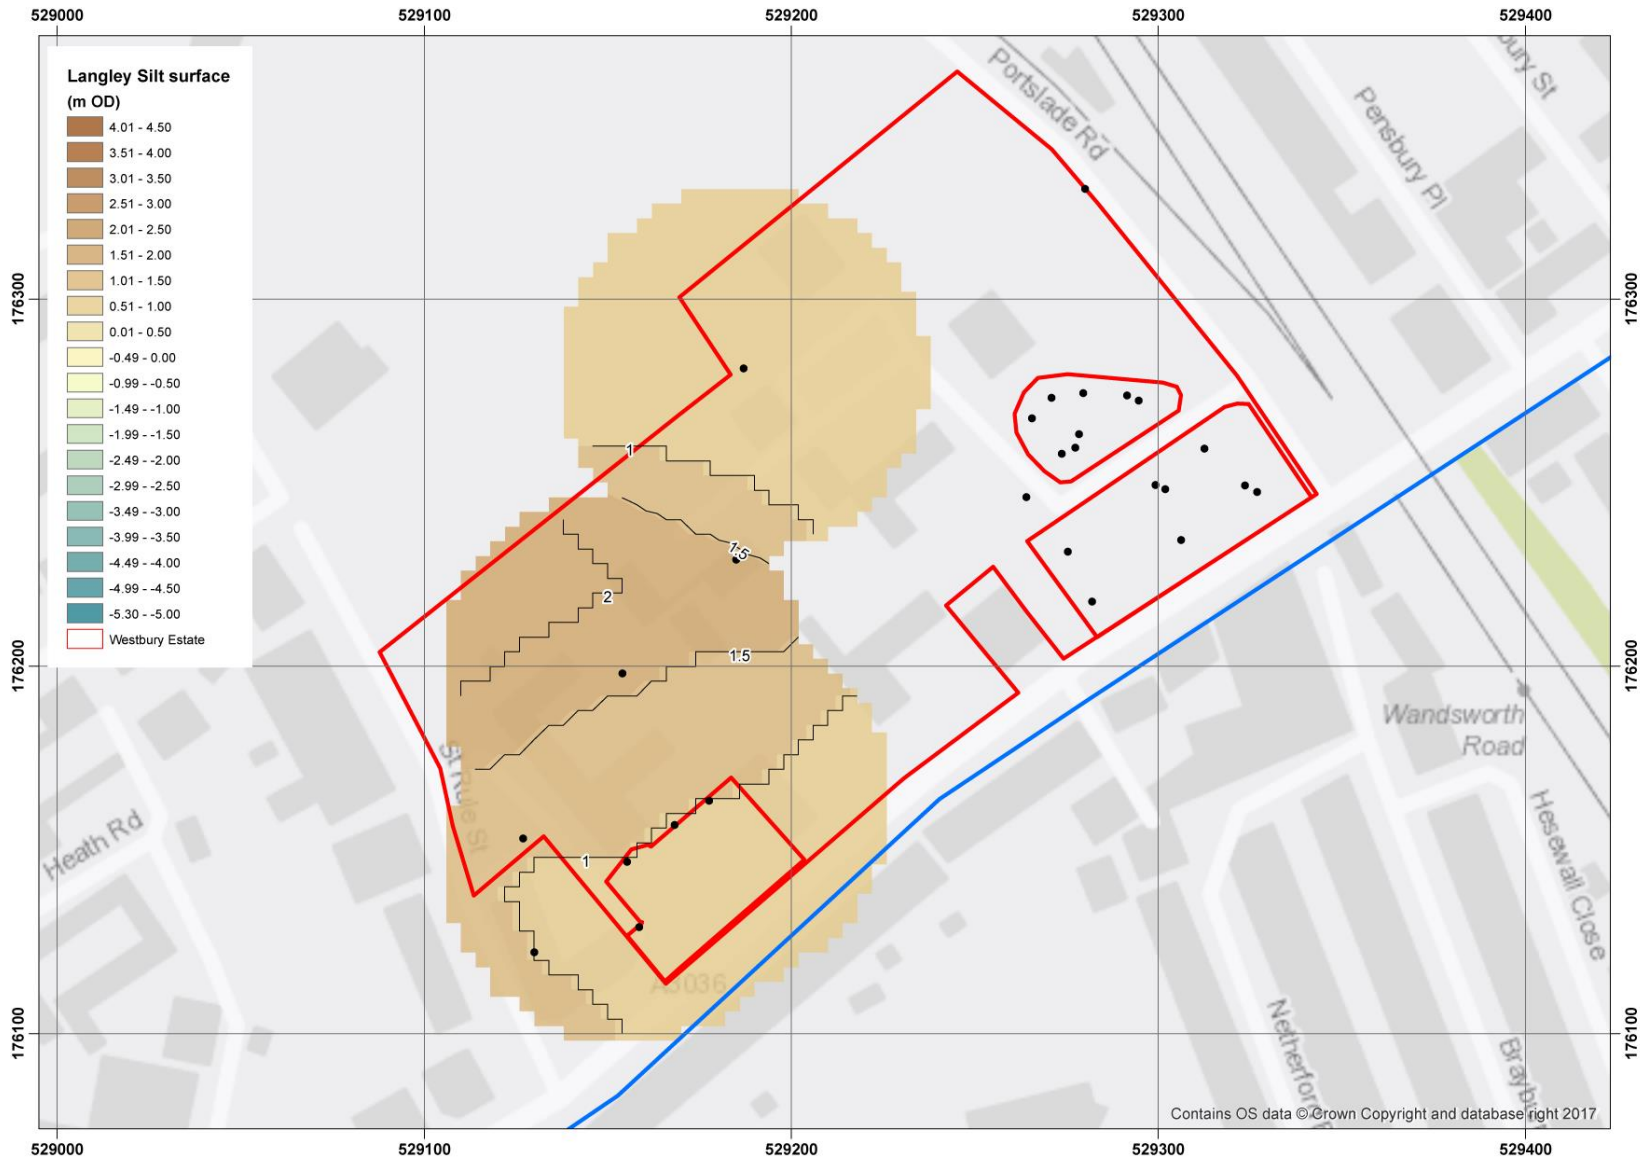 529000 529100 529200 529300 529400
Langley Silt surface
(m OD)
4.01 - 4.50
3.51 - 4.00
3.01 - 3.50
2.51 - 3.00
2.01 - 2.50
1.51 - 2.00
1.01 - 1.50
0.51 - 1.00
0.01 - 0.50
-0.49 - 0.00
-0.99 - -0.50
-1.49 - -1.00
-1.99 - -1.50
-2.49 - -2.00
-2.99 - -2.50
-3.49 - -3.00
-3.99 - -3.50
-4.49 - -4.00
-4.99 - -4.50
-5.30 - -5.00
Westbury Estate
Portslade Rd
Pensbury Pl
bury St
176300 176300
1
1.5
2
1.5
176200 176200
Wandsworth
Road
St Rule St
Heath Rd
1
A3036
Hesewall Close
Netherfor
Braybur
176100 176100
Contains OS data © Crown Copyright and database right 2017
529000 529100 529200 529300 529400